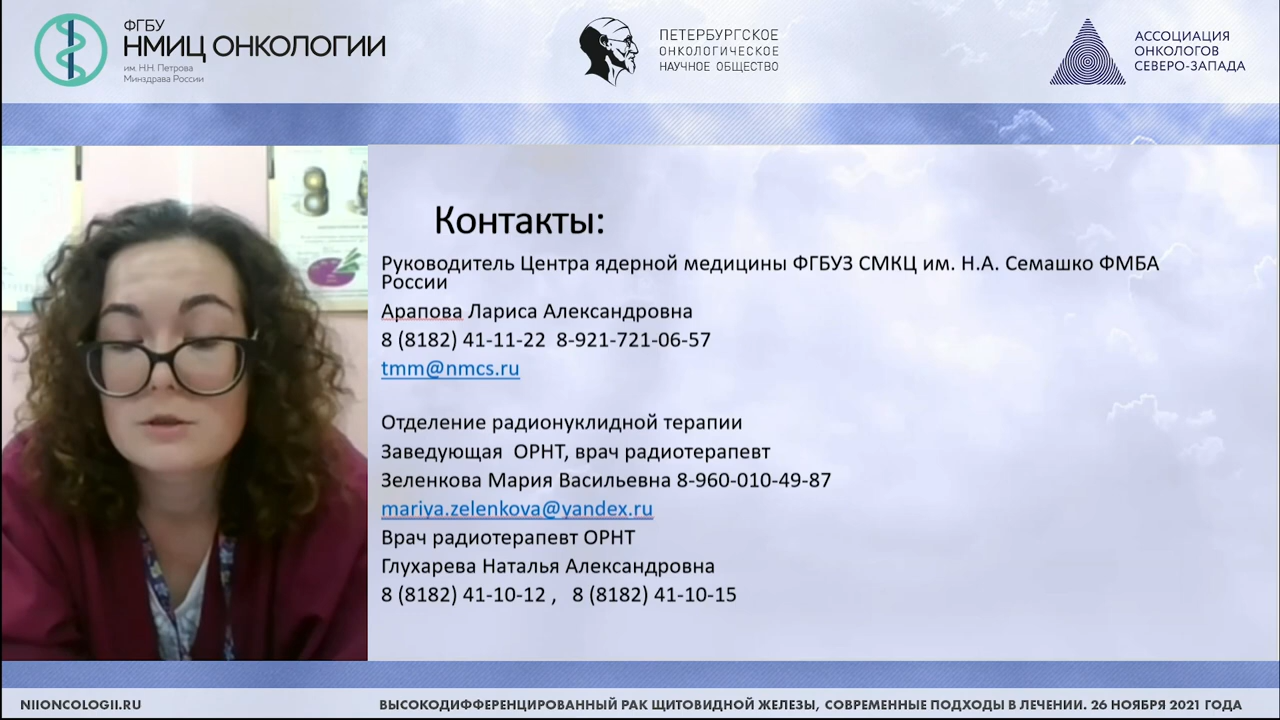 ФГБУ
НМИЦ ОНКОЛОГИИ
им. Н.Н. Петрова
Минздрава России
ПЕТЕРБУРГСКОЕ
ОНКОЛОГИЧЕСКОЕ
НАУЧНОЕ ОБЩЕСТВО
АССОЦИАЦИЯ
ОНКОЛОГОВ
СЕВЕРО-ЗАПАДА
Контакты:
Руководитель Центра ядерной медицины ФГБУЗ СМКЦ им. Н.А. Семашко ФМБА
России
Арапова Лариса Александровна
8 (8182) 41-11-22 8-921-721-06-57
tmm@nmcs.ru
Отделение радионуклидной терапии
Заведующая ОРНТ, врач радиотерапевт
Зеленкова Мария Васильевна 8-960-010-49-87
mariya.zelenkova@yandex.ru
Врач радиотерапевт ОРНТ
Глухарева Наталья Александровна
8 (8182) 41-10-12 , 8 (8182) 41-10-15
NIIONCOLOGII.RU
ВЫСОКОДИФФЕРЕНЦИРОВАННЫЙ РАК ЩИТОВИДНОЙ ЖЕЛЕЗЫ, СОВРЕМЕННЫЕ ПОДХОДЫ В ЛЕЧЕНИИ. 26 НОЯБРЯ 2021 ГОДА